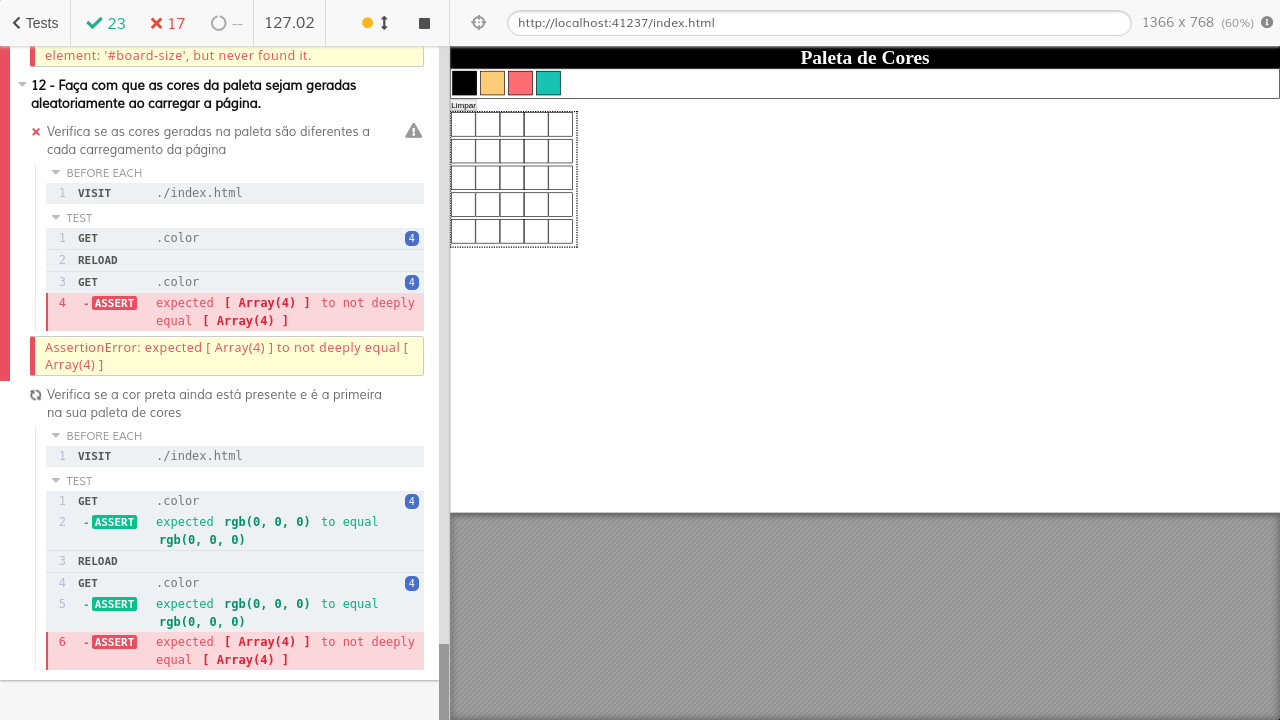 Tests
23
17
--
127.02
http://localhost:41237/index.html
1366 x 768 (60%)
element: '#board-size', but never found it.
12 - Faça com que as cores da paleta sejam geradas
aleatoriamente ao carregar a página.
Verifica se as cores geradas na paleta são diferentes a
cada carregamento da página
BEFORE EACH
1 VISIT ./index.html
TEST
1 GET .color 4
2 RELOAD
3 GET .color 4
4 -ASSERT expected [ Array(4) ] to not deeply
equal [ Array(4) ]
AssertionError: expected [ Array(4) ] to not deeply equal [
Array(4) ]
Verifica se a cor preta ainda está presente e é a primeira
na sua paleta de cores
BEFORE EACH
1 VISIT ./index.html
TEST
1 GET .color 4
2 -ASSERT expected rgb(0, 0, 0) to equal
rgb(0, 0, 0)
3 RELOAD
4 GET .color 4
5 -ASSERT expected rgb(0, 0, 0) to equal
rgb(0, 0, 0)
6 -ASSERT expected [ Array(4) ] to not deeply
equal [ Array(4) ]
Paleta de Cores
Limpar